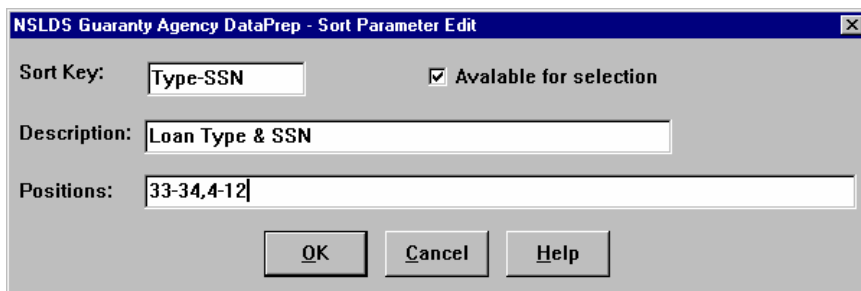 NSLDS Guaranty Agency DataPrep - Sort Parameter Edit
Sort Key: Type-SSN Avalable for selection
Description: Loan Type & SSN
Positions: 33-34,4-12
OK Cancel Help